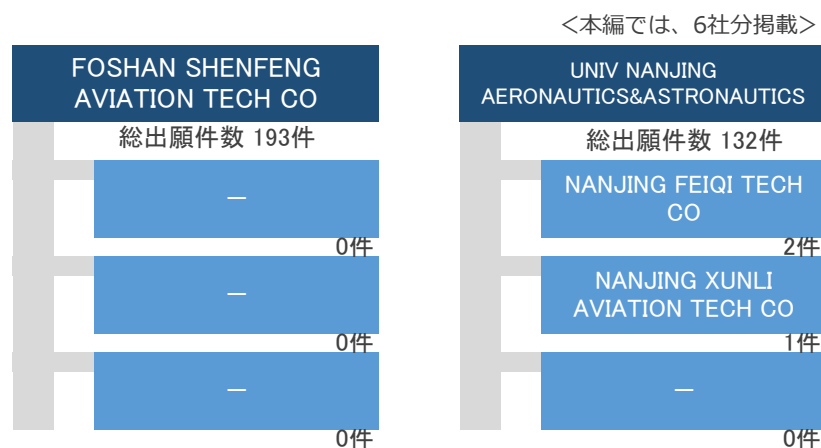 ＜本編では、6社分掲載＞
FOSHAN SHENFENG
AVIATION TECH CO
総出願件数 193件
－
0件
－
0件
－
0件
UNIV NANJING
AERONAUTICS&ASTRONAUTICS
総出願件数 132件
NANJING FEIQI TECH
CO
2件
NANJING XUNLI
AVIATION TECH CO
1件
－
0件